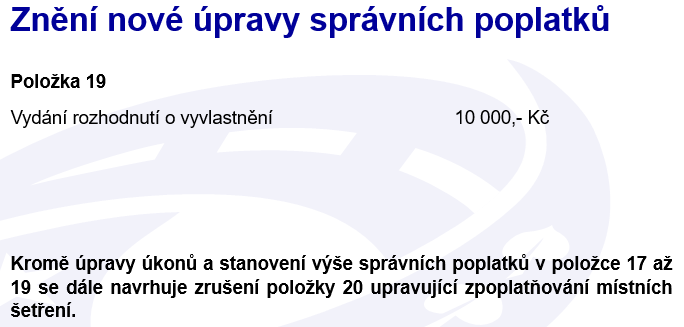 Znění nové úpravy správních poplatků
Položka 19
Vydání rozhodnutí o vyvlastnění 10 000,- Kč
Kromě úpravy úkonů a stanovení výše správních poplatků v položce 17 až
19 se dále navrhuje zrušení položky 20 upravující zpoplatňování místních
šetření.